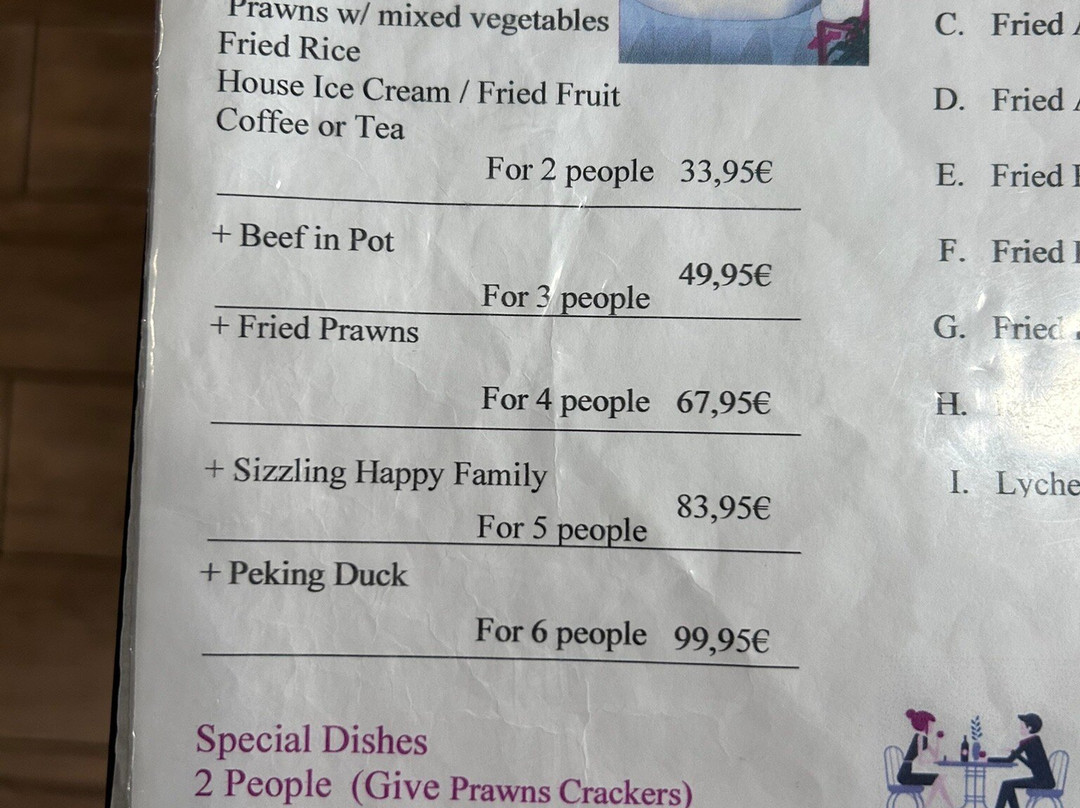 Prawns w/ mixed vegetables
Fried Rice
House Ice Cream / Fried Fruit
Coffee or Tea
For 2 people 33,95€
+ Beef in Pot
49,95€
For 3 people
+ Fried Prawns
For 4 people 67,95€
+ Sizzling Happy Family
83,95€
For 5 people
+ Peking Duck
For 6 people 99,95€
Special Dishes
2 People (Give Prawns Crackers)
C. Fried
D. Fried
E. Fried
F. Fried
G. Fried
H.
I. Lyche